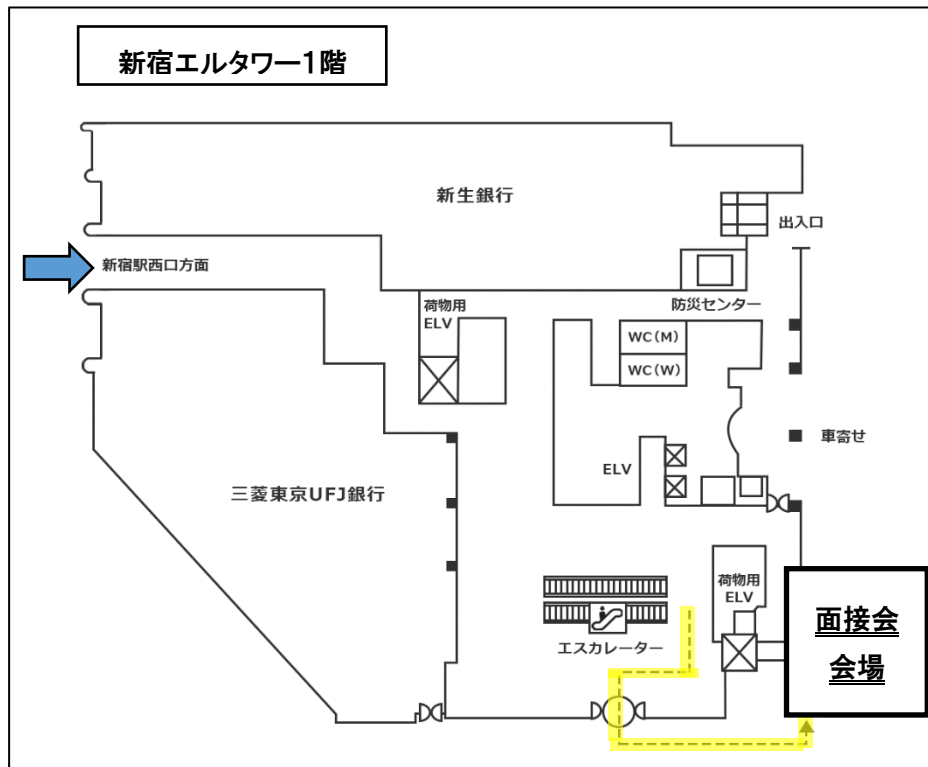 新宿エルタワー1階
新生銀行
出入口
新宿駅西口方面
防災センター
荷物用
ELV
WC(M)
WC(W)
車寄せ
ELV
三菱東京UFJ銀行
荷物用
ELV
面接会
会場
エスカレーター